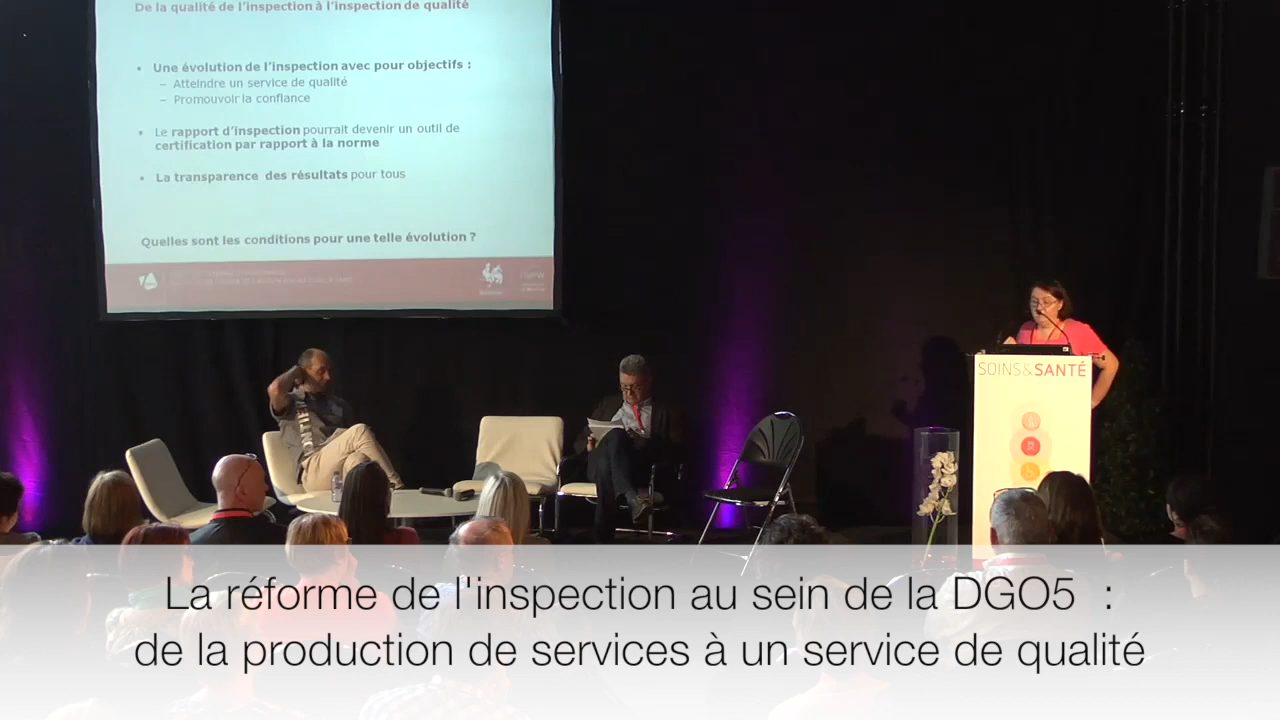 De la qualité de l'inspection à l'inspection de qualité
• Une évolution de l'inspection avec pour objectifs :
– Atteindre un service de qualité
– Promouvoir la confiance
• Le rapport d'inspection pourrait devenir un outil de
certification par rapport à la norme
• La transparence des résultats pour tous
Quelles sont les conditions pour une telle évolution ?
SOINS&SANTÉ
La réforme de l'inspection au sein de la DGO5 :
de la production de services à un service de qualité